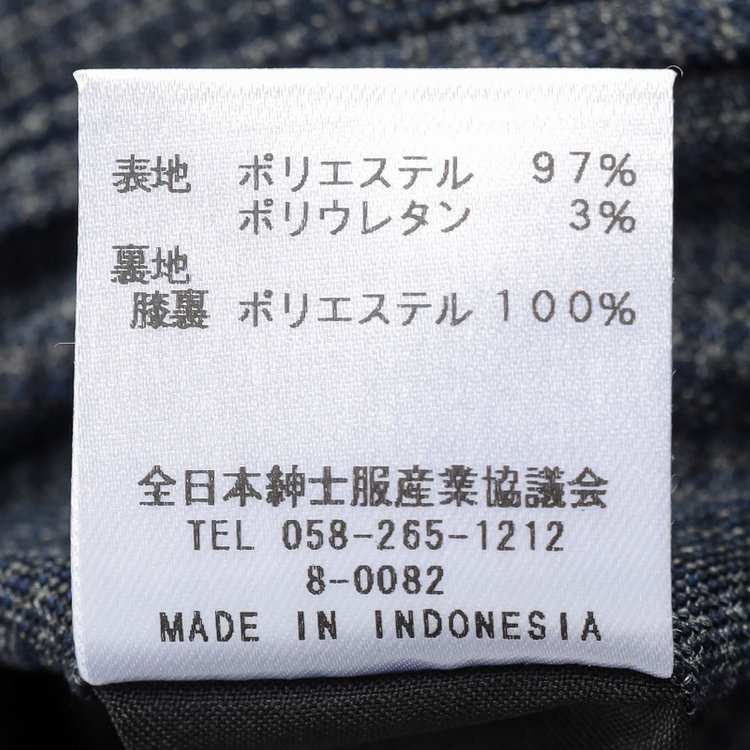 表地 ポリエステル 97%
ポリウレタン 3%
裏地
膝裏 ポリエステル 100%
全日本紳士服産業協議会
TEL 058-265-1212
8-0082
MADE IN INDONESIA